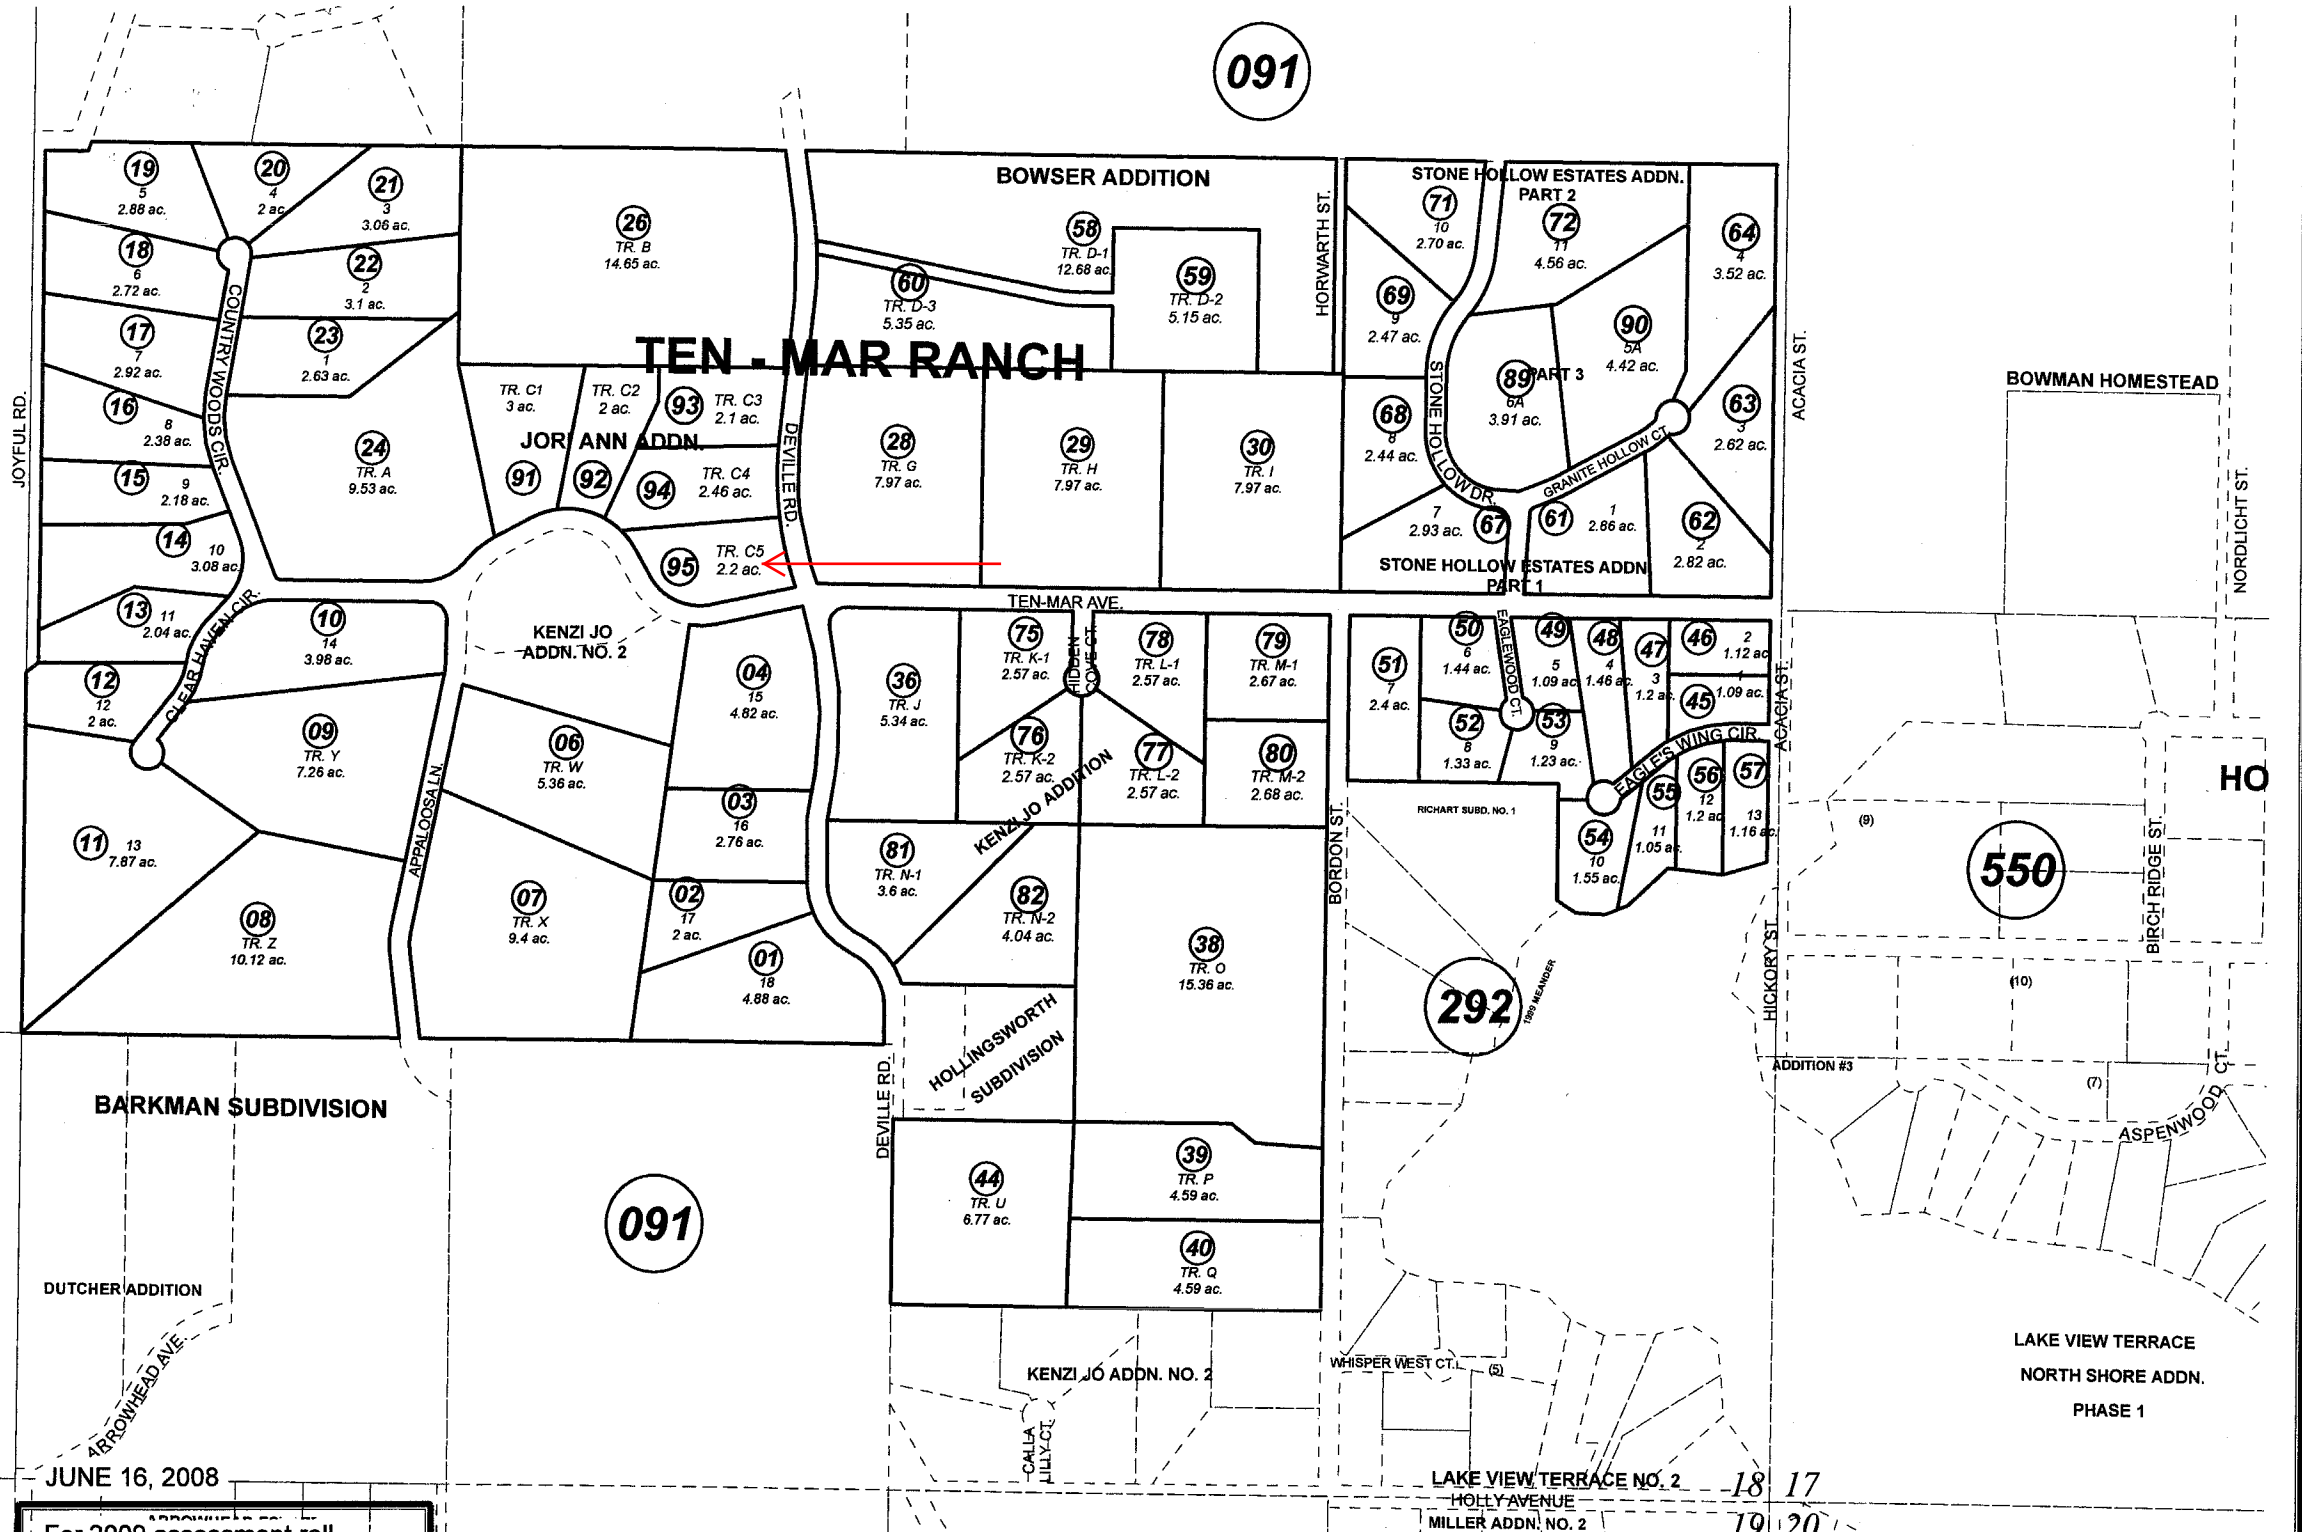 091
BOWSER ADDITION
STONE HOLLOW ESTATES ADDN.
PART 2
19
5
2.88 ac.
20
4
2 ac.
21
3
3.06 ac.
26
TR. B
14.65 ac.
58
TR. D-1
12.68 ac.
59
TR. D-2
5.15 ac.
60
TR. D-3
5.35 ac.
HORWARTH ST.
71
10
2.70 ac.
72
11
4.56 ac.
64
4
3.52 ac.
18
6
2.72 ac.
22
2
3.1 ac.
69
9
2.47 ac.
90
5A
4.42 ac.
17
7
2.92 ac.
23
1
2.63 ac.
COUNTRY WOODS CIR.
TEN - MAR RANCH
89
6A
3.91 ac.
PART 3
ACACIA ST.
BOWMAN HOMESTEAD
JOYFUL RD.
16
8
2.38 ac.
24
TR. A
9.53 ac.
TR. C1
3 ac.
TR. C2
2 ac.
93
TR. C3
2.1 ac.
JORI ANN ADDN.
91
92
94
TR. C4
2.46 ac.
DEVILLE RD.
28
TR. G
7.97 ac.
29
TR. H
7.97 ac.
30
TR. I
7.97 ac.
68
8
2.44 ac.
STONE HOLLOW DR.
GRANITE HOLLOW CT.
63
3
2.62 ac.
15
9
2.18 ac.
14
10
3.08 ac.
95
TR. C5
2.2 ac.
7
2.93 ac.
67
61
1
2.86 ac.
62
2
2.82 ac.
NORDLICHT ST.
STONE HOLLOW ESTATES ADDN
PART 1
13
11
2.04 ac.
CLEAR HAVEN CIR.
10
14
3.98 ac.
KENZI JO
ADDN. NO. 2
TEN-MAR AVE.
12
12
2 ac.
04
15
4.82 ac.
36
TR. J
5.34 ac.
75
TR. K-1
2.57 ac.
HIDDEN
COVE CT.
78
TR. L-1
2.57 ac.
79
TR. M-1
2.67 ac.
51
7
2.4 ac.
50
6
1.44 ac.
EAGLEWOOD CT.
49
5
1.09 ac.
48
4
1.46 ac.
47
3
1.2 ac.
46
2
1.12 ac.
1
1.09 ac.
45
ACACIA ST.
09
TR. Y
7.26 ac.
06
TR. W
5.36 ac.
76
TR. K-2
2.57 ac.
77
TR. L-2
2.57 ac.
80
TR. M-2
2.68 ac.
52
8
1.33 ac.
53
9
1.23 ac.
EAGLE'S WING CIR.
03
16
2.76 ac.
KENZI JO ADDITION
BORDON ST.
RICHART SUBD. NO. 1
54
10
1.55 ac.
55
11
1.05 ac.
56
12
1.2 ac.
57
13
1.16 ac.
HO
(9)
11
13
7.87 ac.
APPALOOSA LN.
81
TR. N-1
3.6 ac.
550
BIRCH RIDGE ST.
08
TR. Z
10.12 ac.
07
TR. X
9.4 ac.
02
17
2 ac.
82
TR. N-2
4.04 ac.
01
18
4.88 ac.
38
TR. O
15.36 ac.
292
1999 MEANDER
HICKORY ST.
(10)
HOLLINGSWORTH
SUBDIVISION
DEVILLE RD.
ADDITION #3
(7)
ASPENWOOD CT.
BARKMAN SUBDIVISION
091
44
TR. U
6.77 ac.
39
TR. P
4.59 ac.
40
TR. Q
4.59 ac.
DUTCHER ADDITION
ARROWHEAD AVE.
KENZI JO ADDN. NO. 2
CALLA
LILLY CT.
WHISPER WEST CT.
(5)
LAKE VIEW TERRACE
NORTH SHORE ADDN.
PHASE 1
JUNE 16, 2008
LAKE VIEW TERRACE NO. 2
18 17
HOLLY AVENUE
MILLER ADDN. NO. 2
19 20
For 2009 assessment roll